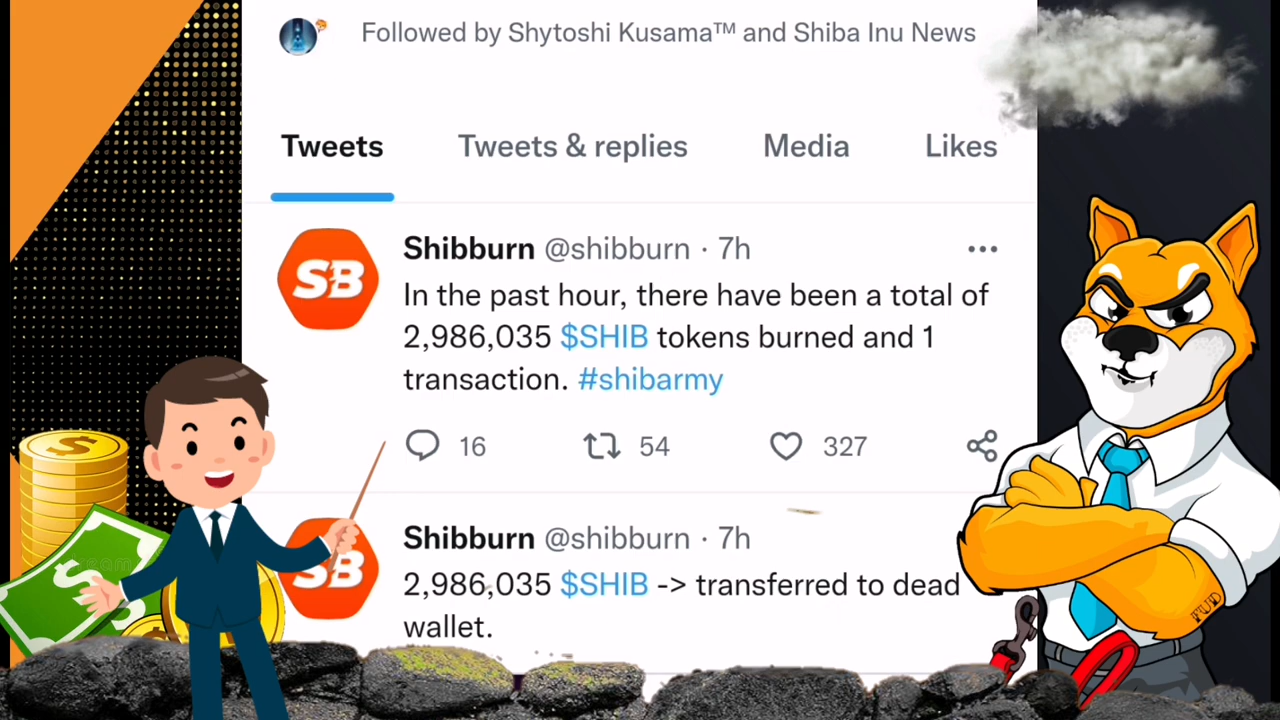 Followed by Shytoshi Kusama™ and Shiba Inu News
Tweets Tweets & replies Media Likes
SB
Shibburn @shibburn · 7h
In the past hour, there have been a total of
2,986,035 $SHIB tokens burned and 1
transaction. #shibarmy
16 54 327
SB
Shibburn @shibburn · 7h
2,986,035 $SHIB -> transferred to dead
wallet.
FUD